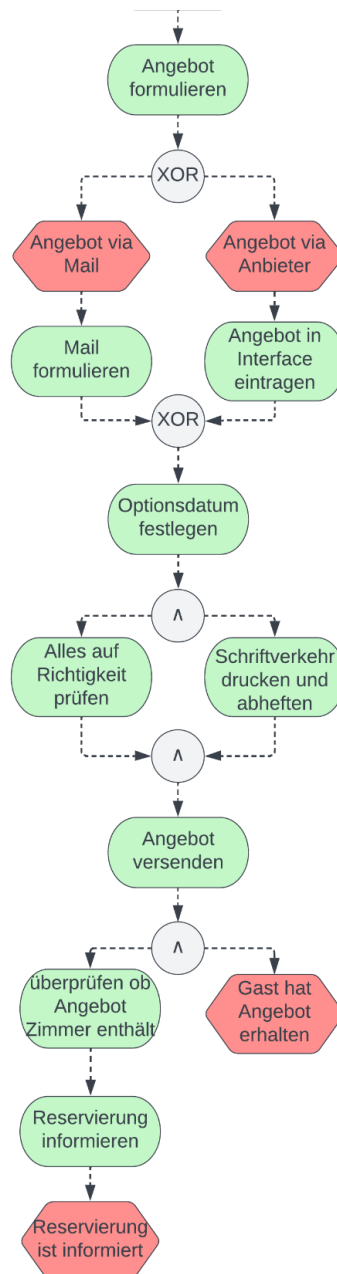 Angebot
formulieren
XOR
Angebot via
Mail
Angebot via
Anbieter
Mail
formulieren
Angebot in
Interface
eintragen
XOR
Optionsdatum
festlegen
∧
Alles auf
Richtigkeit
prüfen
Schriftverkehr
drucken und
abheften
∧
Angebot
versenden
∧
überprüfen ob
Angebot
Zimmer enthält
Gast hat
Angebot
erhalten
Reservierung
informieren
Reservierung
ist informiert